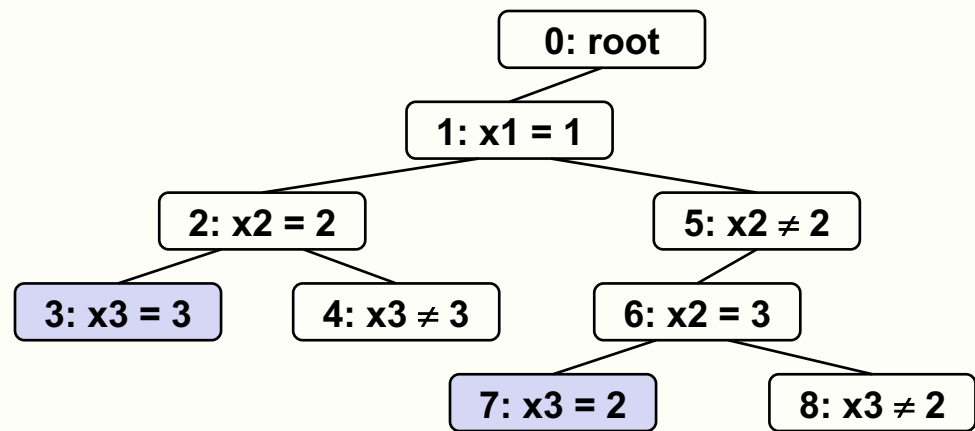 0: root
1: x1 = 1
2: x2 = 2
5: x2 ≠ 2
3: x3 = 3
4: x3 ≠ 3
6: x2 = 3
7: x3 = 2
8: x3 ≠ 2